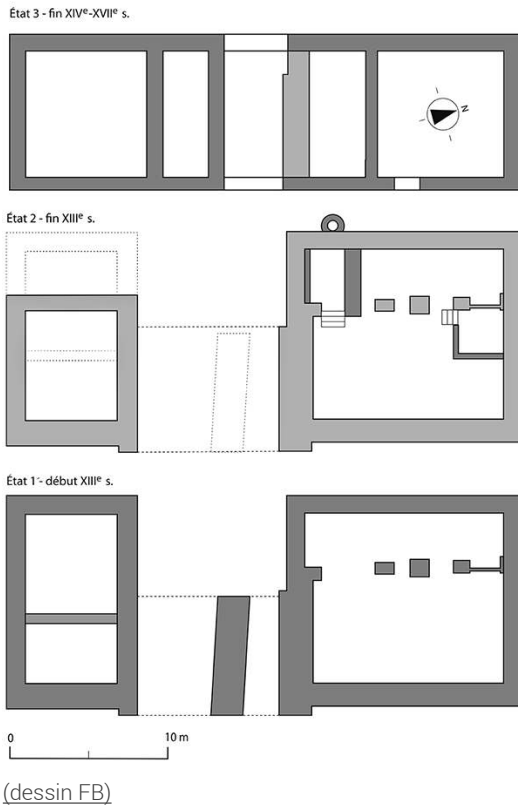 État 3 - fin XIVᵉ-XVIIᵉ s.
N
État 2 - fin XIIIᵉ s.
État 1 - début XIIIᵉ s.
0 10 m
(dessin FB)